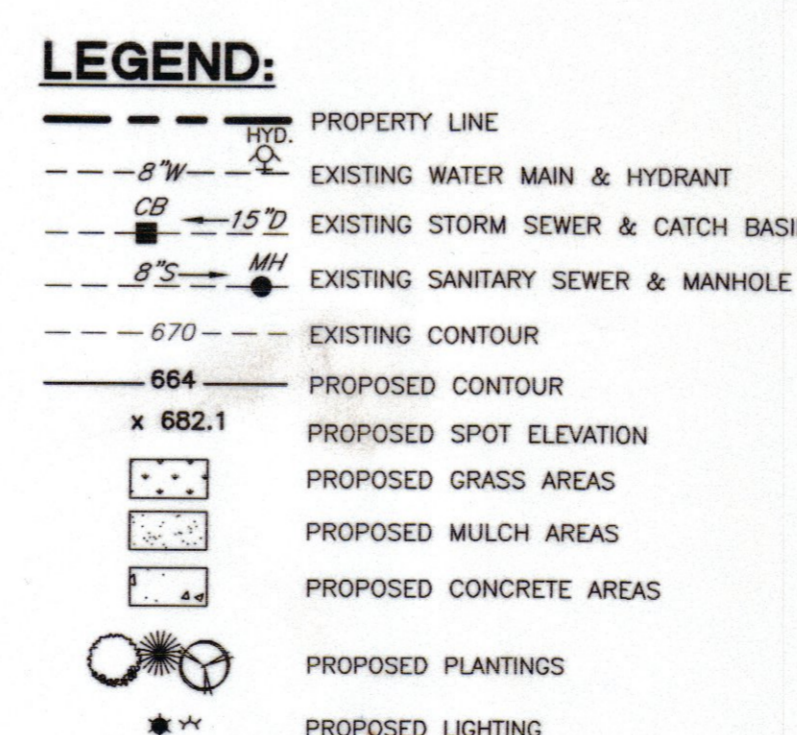 LEGEND:
PROPERTY LINE
HYD.
8"W EXISTING WATER MAIN & HYDRANT
CB
15"D EXISTING STORM SEWER & CATCH BASI
8"S MH EXISTING SANITARY SEWER & MANHOLE
670 EXISTING CONTOUR
664 PROPOSED CONTOUR
x 682.1 PROPOSED SPOT ELEVATION
PROPOSED GRASS AREAS
PROPOSED MULCH AREAS
PROPOSED CONCRETE AREAS
PROPOSED PLANTINGS
PROPOSED LIGHTING